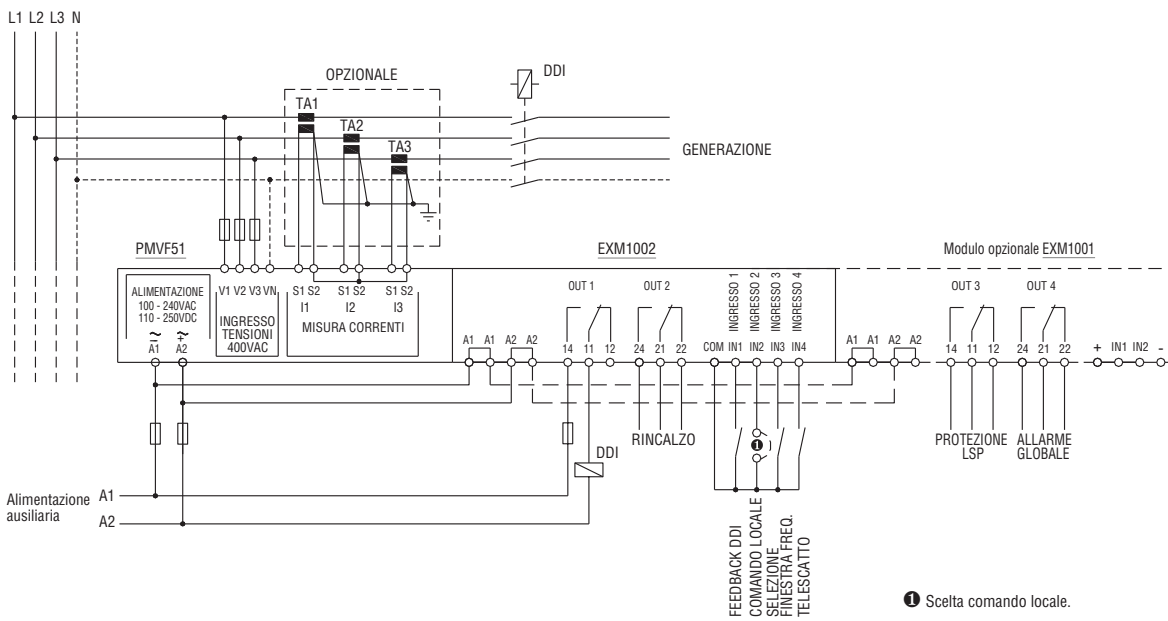 L1 L2 L3 N
DDI
OPZIONALE
TA1
TA2
TA3
GENERAZIONE
PMVF51
EXM1002
Modulo opzionale EXM1001
ALIMENTAZIONE
100 - 240VAC
110 - 250VDC
~ ~
- +
A1 A2
V1 V2 V3 VN
INGRESSO
TENSIONI
400VAC
S1 S2 S1 S2 S1 S2
I1 I2 I3
MISURA CORRENTI
A1 A1 A2 A2
OUT 1
14 11 12
OUT 2
24 21 22
INGRESSO 1
INGRESSO 2
INGRESSO 3
INGRESSO 4
COM IN1 IN2 IN3 IN4
A1 A1 A2 A2
OUT 3
14 11 12
OUT 4
24 21 22
+ IN1 IN2 -
RINCALZO
1
PROTEZIONE
LSP
ALLARME
GLOBALE
DDI
Alimentazione
ausiliaria
A1
A2
FEEDBACK DDI
COMANDO LOCALE
SELEZIONE
FINESTRA FREQ.
TELESCATTO
❶ Scelta comando locale.